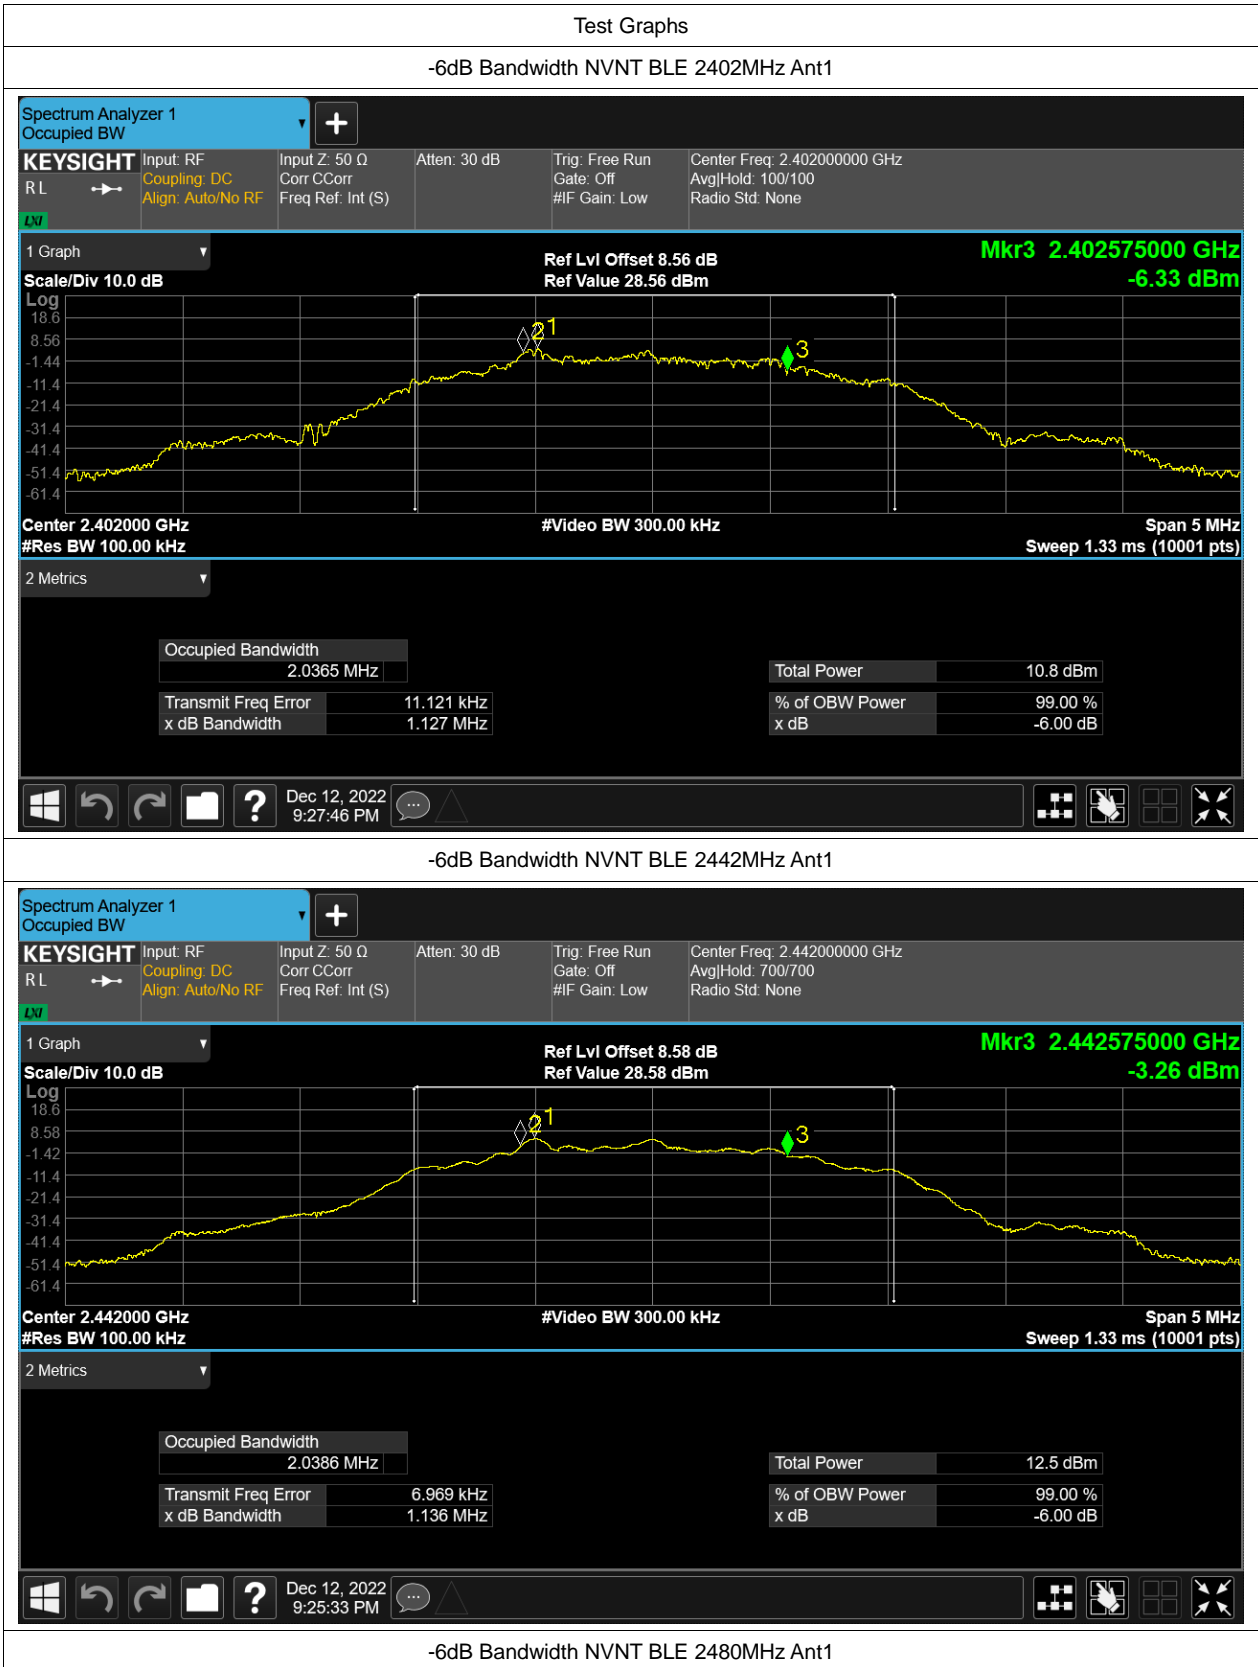 Test Graphs
-6dB Bandwidth NVNT BLE 2402MHz Ant1
Spectrum Analyzer 1
Occupied BW
KEYSIGHT Input: RF Input Z: 50 Ω Atten: 30 dB Trig: Free Run Center Freq: 2.402000000 GHz
R L Coupling: DC Corr CCorr Gate: Off Avg|Hold: 100/100
Align: Auto/No RF Freq Ref: Int (S) #IF Gain: Low Radio Std: None
LXI
1 Graph Ref Lvl Offset 8.56 dB Mkr3 2.402575000 GHz
Scale/Div 10.0 dB Ref Value 28.56 dBm -6.33 dBm
Log
18.6
8.56
-1.44
-11.4
-21.4
-31.4
-41.4
-51.4
-61.4
2 1
3
Center 2.402000 GHz #Video BW 300.00 kHz Span 5 MHz
#Res BW 100.00 kHz Sweep 1.33 ms (10001 pts)
2 Metrics
Occupied Bandwidth
2.0365 MHz Total Power 10.8 dBm
Transmit Freq Error 11.121 kHz % of OBW Power 99.00 %
x dB Bandwidth 1.127 MHz x dB -6.00 dB
Dec 12, 2022
9:27:46 PM
-6dB Bandwidth NVNT BLE 2442MHz Ant1
Spectrum Analyzer 1
Occupied BW
KEYSIGHT Input: RF Input Z: 50 Ω Atten: 30 dB Trig: Free Run Center Freq: 2.442000000 GHz
R L Coupling: DC Corr CCorr Gate: Off Avg|Hold: 700/700
Align: Auto/No RF Freq Ref: Int (S) #IF Gain: Low Radio Std: None
LXI
1 Graph Ref Lvl Offset 8.58 dB Mkr3 2.442575000 GHz
Scale/Div 10.0 dB Ref Value 28.58 dBm -3.26 dBm
Log
18.6
8.58
-1.42
-11.4
-21.4
-31.4
-41.4
-51.4
-61.4
2 1
3
Center 2.442000 GHz #Video BW 300.00 kHz Span 5 MHz
#Res BW 100.00 kHz Sweep 1.33 ms (10001 pts)
2 Metrics
Occupied Bandwidth
2.0386 MHz Total Power 12.5 dBm
Transmit Freq Error 6.969 kHz % of OBW Power 99.00 %
x dB Bandwidth 1.136 MHz x dB -6.00 dB
Dec 12, 2022
9:25:33 PM
-6dB Bandwidth NVNT BLE 2480MHz Ant1